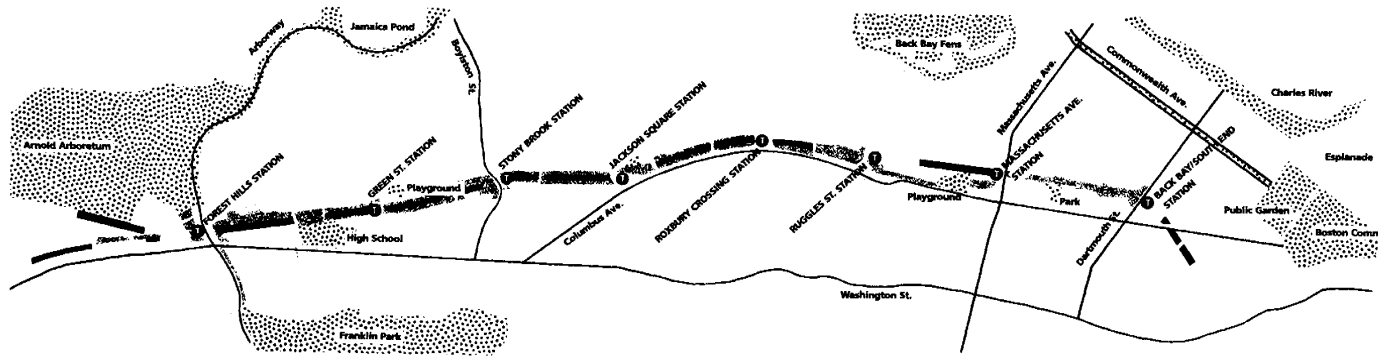 Jamaica Pond
Arborway
Boylston St.
Back Bay Fens
Massachusetts Ave.
Commonwealth Ave.
Charles River
Esplanade
Arnold Arboretum
FOREST HILLS STATION
GREEN ST. STATION
Playground
High School
STONY BROOK STATION
JACKSON SQUARE STATION
Columbus Ave.
ROXBURY CROSSING STATION
RUGGLES ST. STATION
Playground
MASSACHUSETTS AVE.
STATION
Park
Dartmouth St.
BACK BAY/SOUTH END
STATION
Public Garden
Boston Comm
Washington St.
Franklin Park
T
T
T
T
T
T
T
T